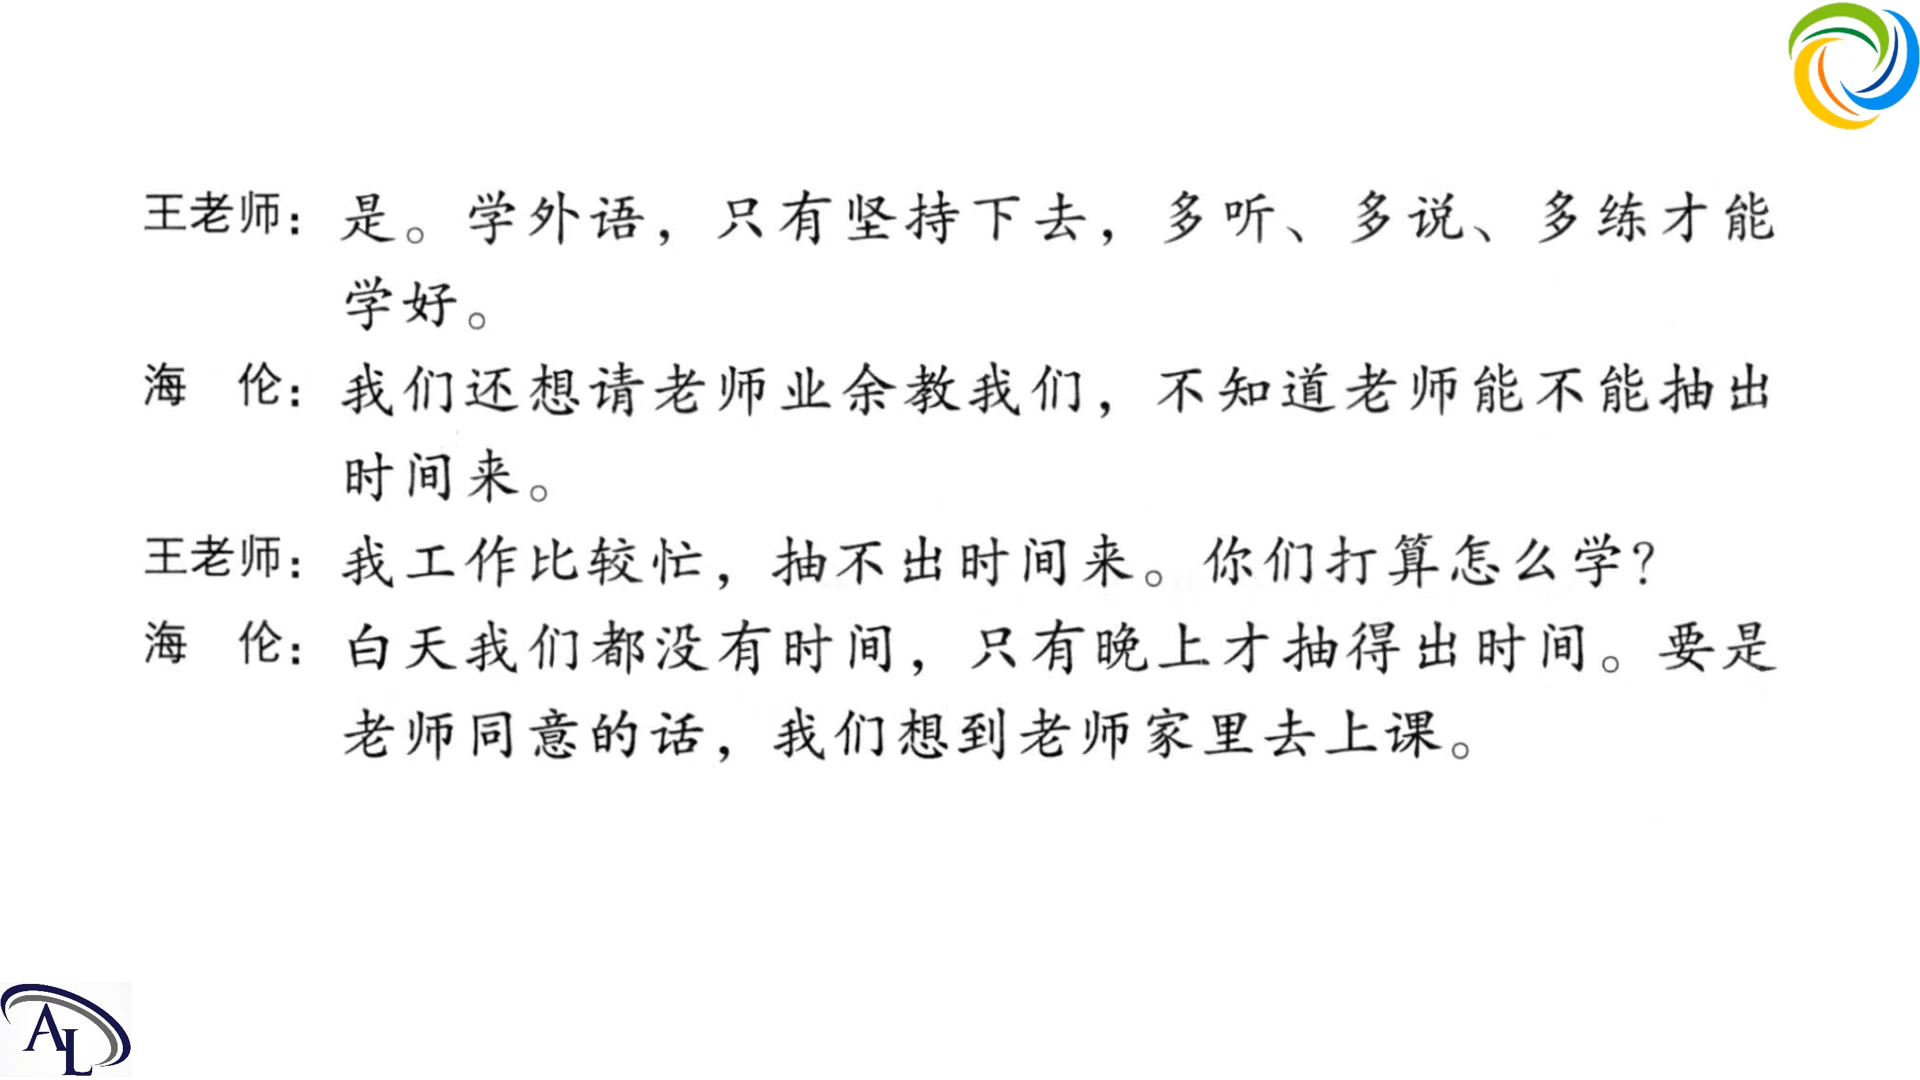 王老师：是。学外语，只有坚持下去，多听、多说、多练才能
学好。
海　伦：我们还想请老师业余教我们，不知道老师能不能抽出
时间来。
王老师：我工作比较忙，抽不出时间来。你们打算怎么学？
海　伦：白天我们都没有时间，只有晚上才抽得出时间。要是
老师同意的话，我们想到老师家里去上课。
AL